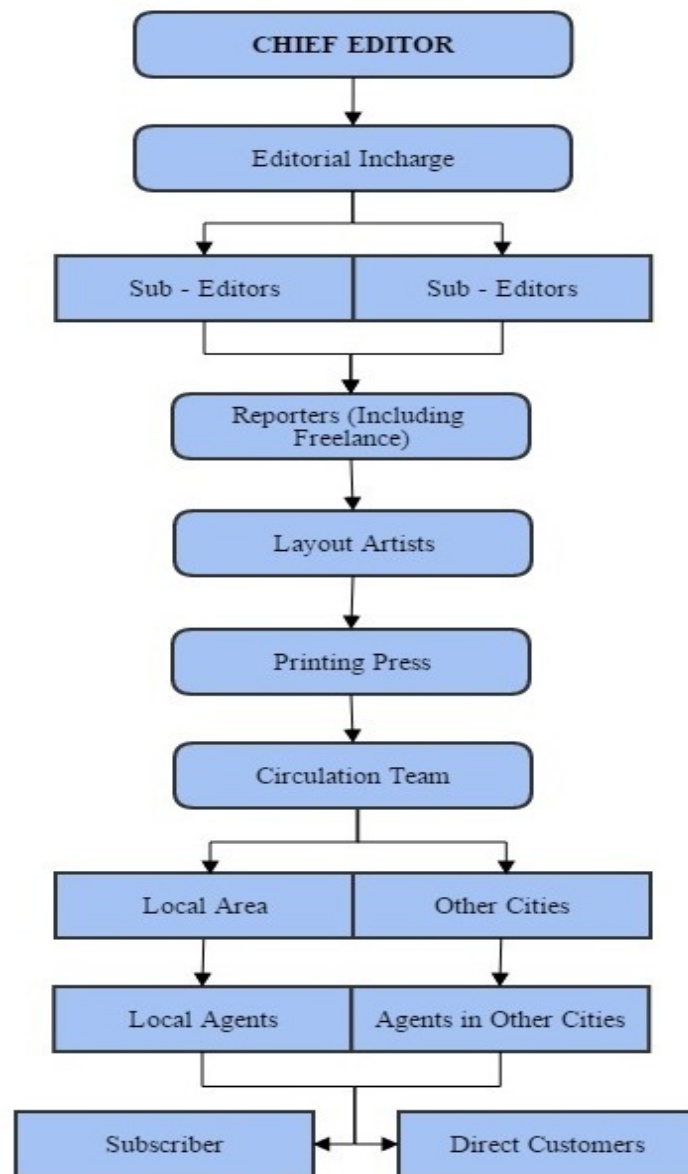 CHIEF EDITOR
Editorial Incharge
Sub - Editors
Sub - Editors
Reporters (Including
Freelance)
Layout Artists
Printing Press
Circulation Team
Local Area
Other Cities
Local Agents
Agents in Other Cities
Subscriber
Direct Customers